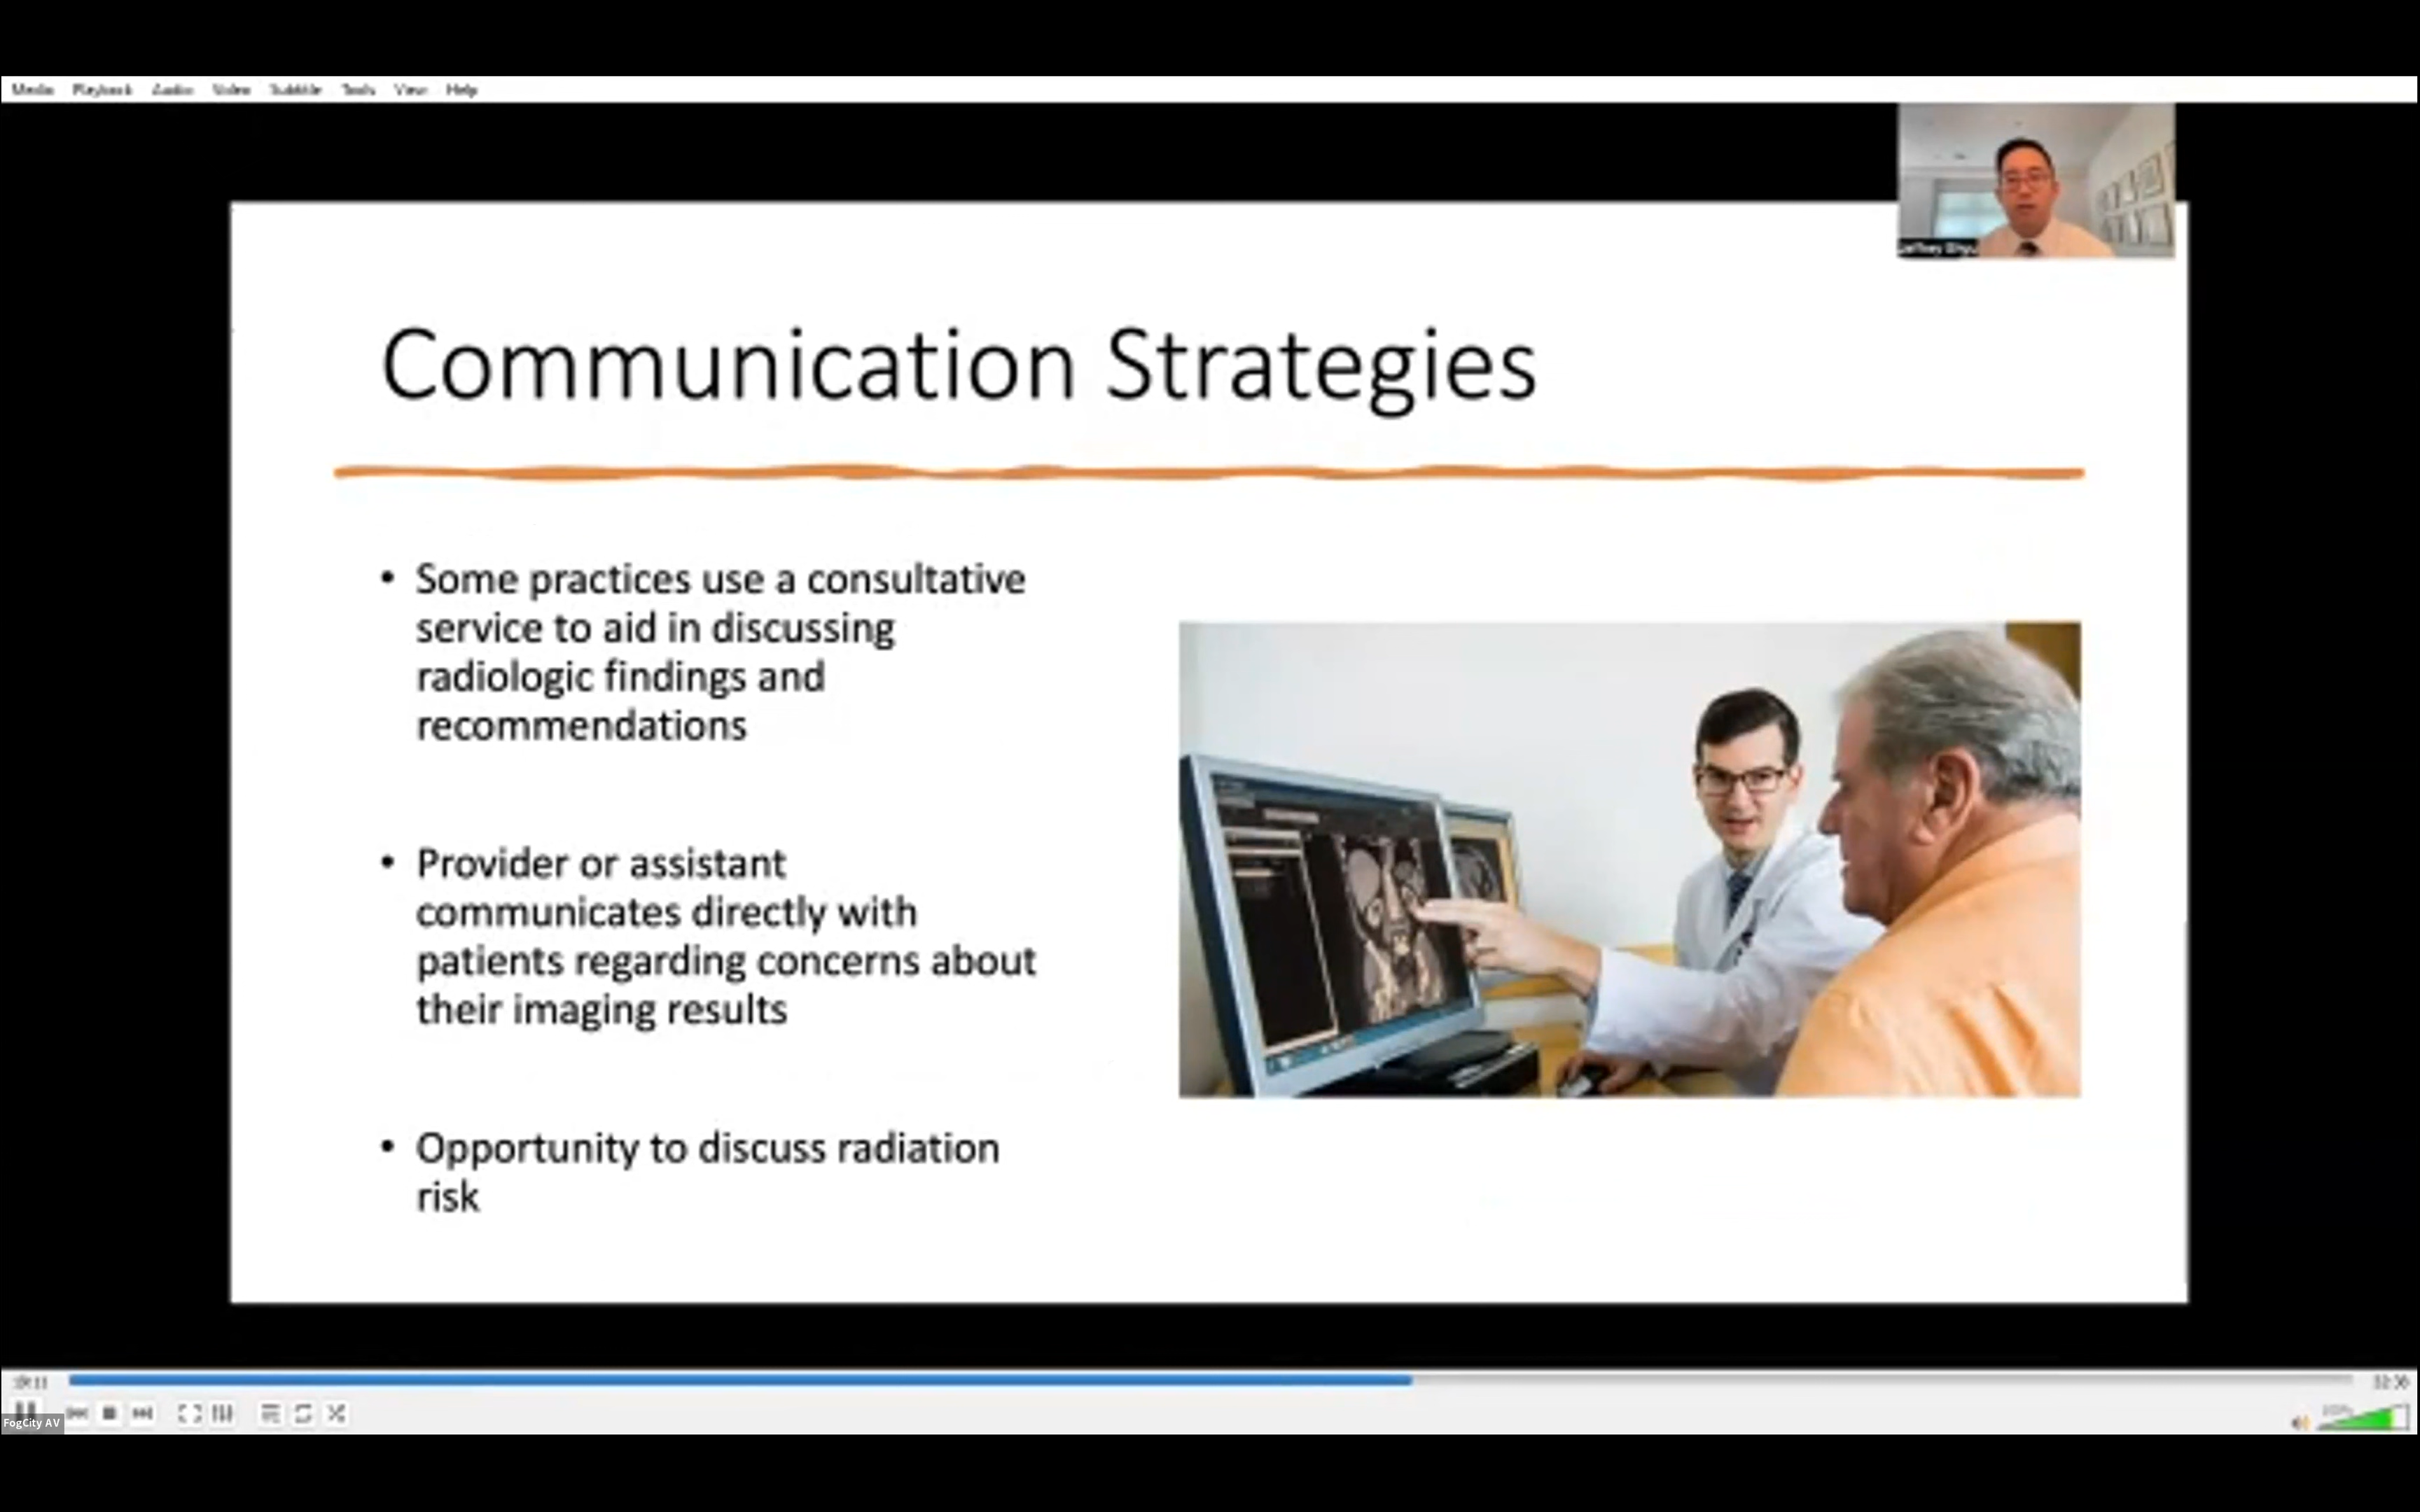 Media Playback Audio Video Subtitle Tools View Help
Communication Strategies
• Some practices use a consultative
service to aid in discussing
radiologic findings and
recommendations
• Provider or assistant
communicates directly with
patients regarding concerns about
their imaging results
• Opportunity to discuss radiation
risk
FogCity AV